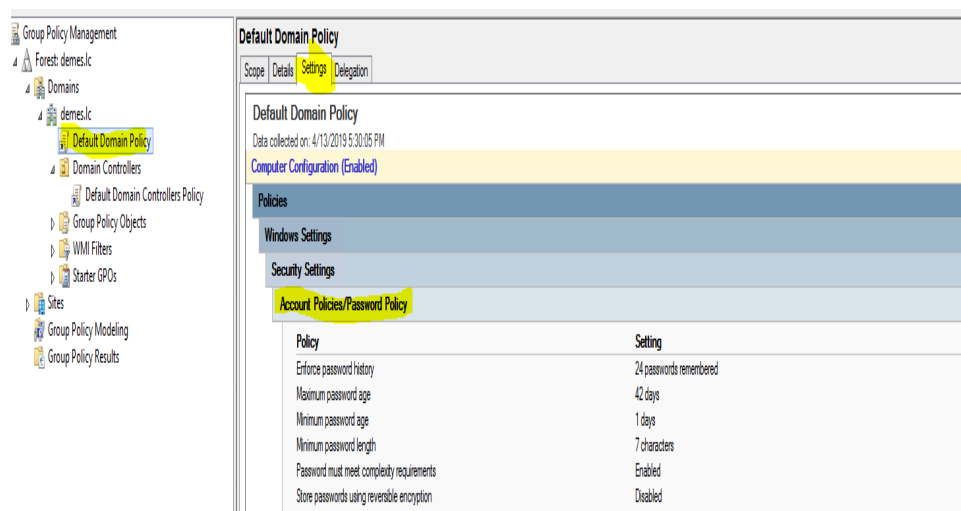 Group Policy Management
Forest: demes.lc
Domains
demes.lc
Default Domain Policy
Domain Controllers
Default Domain Controllers Policy
Group Policy Objects
WMI Filters
Starter GPOs
Sites
Group Policy Modeling
Group Policy Results
Default Domain Policy
Scope Details Settings Delegation
Default Domain Policy
Data collected on: 4/13/2019 5:30:05 PM
Computer Configuration (Enabled)
Policies
Windows Settings
Security Settings
Account Policies/Password Policy
Policy Setting
Enforce password history 24 passwords remembered
Maximum password age 42 days
Minimum password age 1 days
Minimum password length 7 characters
Password must meet complexity requirements Enabled
Store passwords using reversible encryption Disabled